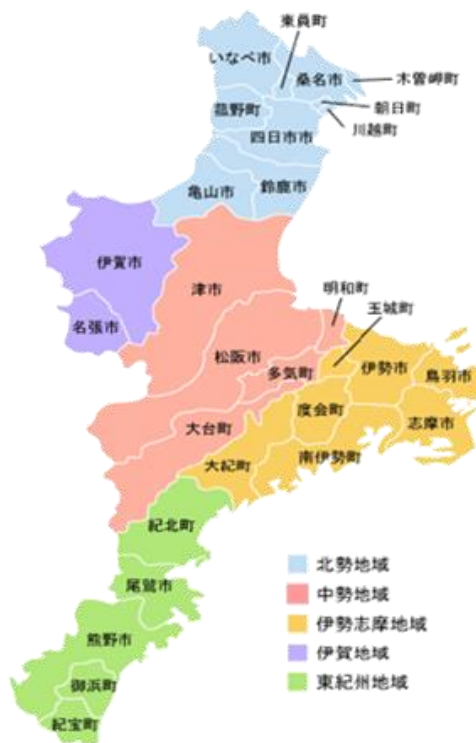 東員町
いなべ市
桑名市
木曽岬町
菰野町
朝日町
川越町
四日市市
亀山市
鈴鹿市
伊賀市
津市
明和町
名張市
玉城町
松阪市
多気町
伊勢市
鳥羽市
度会町
志摩市
大台町
南伊勢町
大紀町
紀北町
尾鷲市
熊野市
御浜町
紀宝町
北勢地域
中勢地域
伊勢志摩地域
伊賀地域
東紀州地域